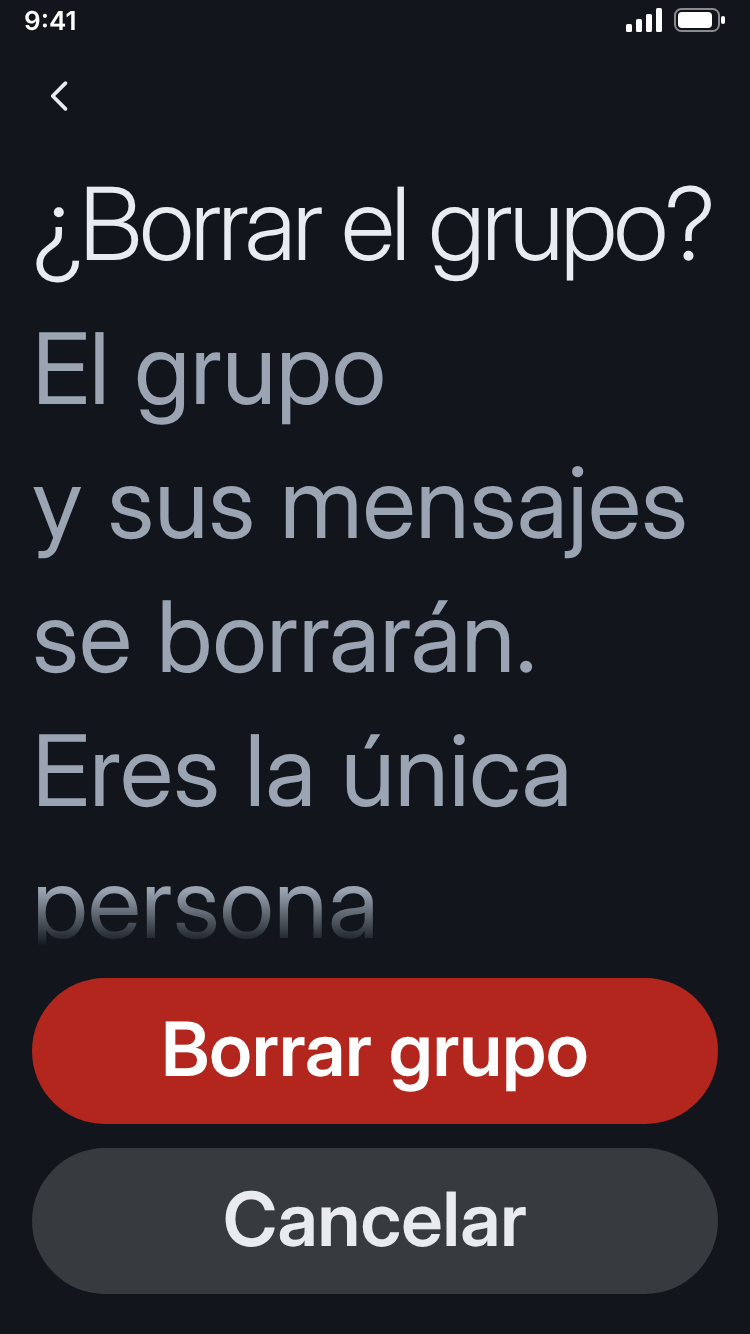 9:41
¿Borrar el grupo?
El grupo
y sus mensajes
se borrarán.
Eres la única
persona
Borrar grupo
Cancelar